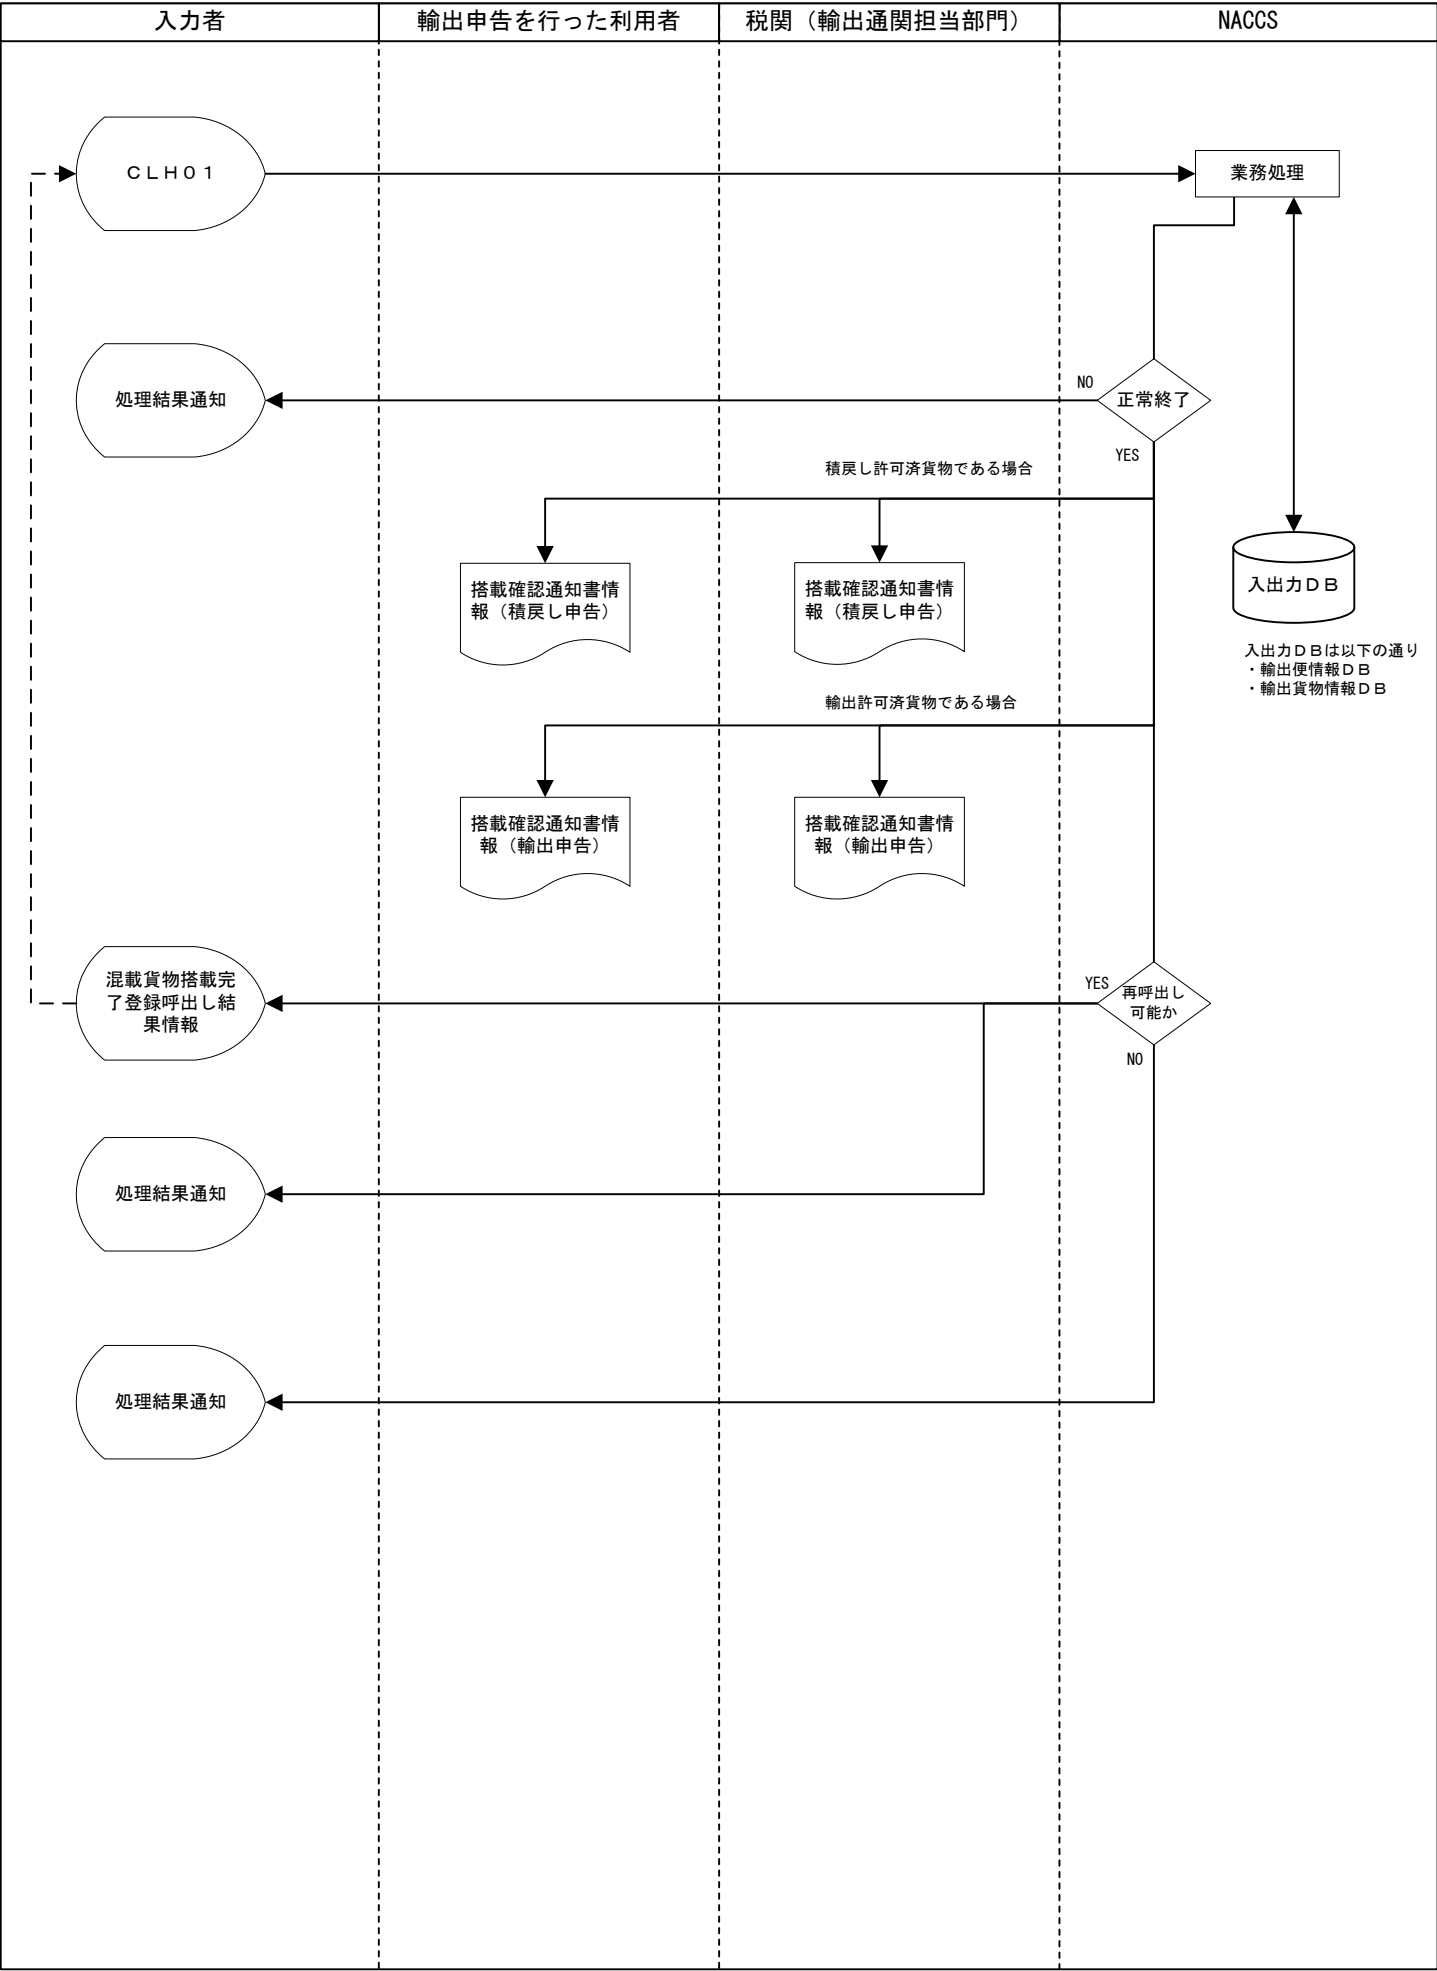 入力者
輸出申告を行った利用者
税関（輸出通関担当部門）
NACCS
ＣＬＨ０１
業務処理
処理結果通知
NO
正常終了
YES
積戻し許可済貨物である場合
搭載確認通知書情
報（積戻し申告）
搭載確認通知書情
報（積戻し申告）
入出力ＤＢ
入出力ＤＢは以下の通り
・輸出便情報ＤＢ
・輸出貨物情報ＤＢ
輸出許可済貨物である場合
搭載確認通知書情
報（輸出申告）
搭載確認通知書情
報（輸出申告）
混載貨物搭載完
了登録呼出し結
果情報
YES
再呼出し
可能か
NO
処理結果通知
処理結果通知